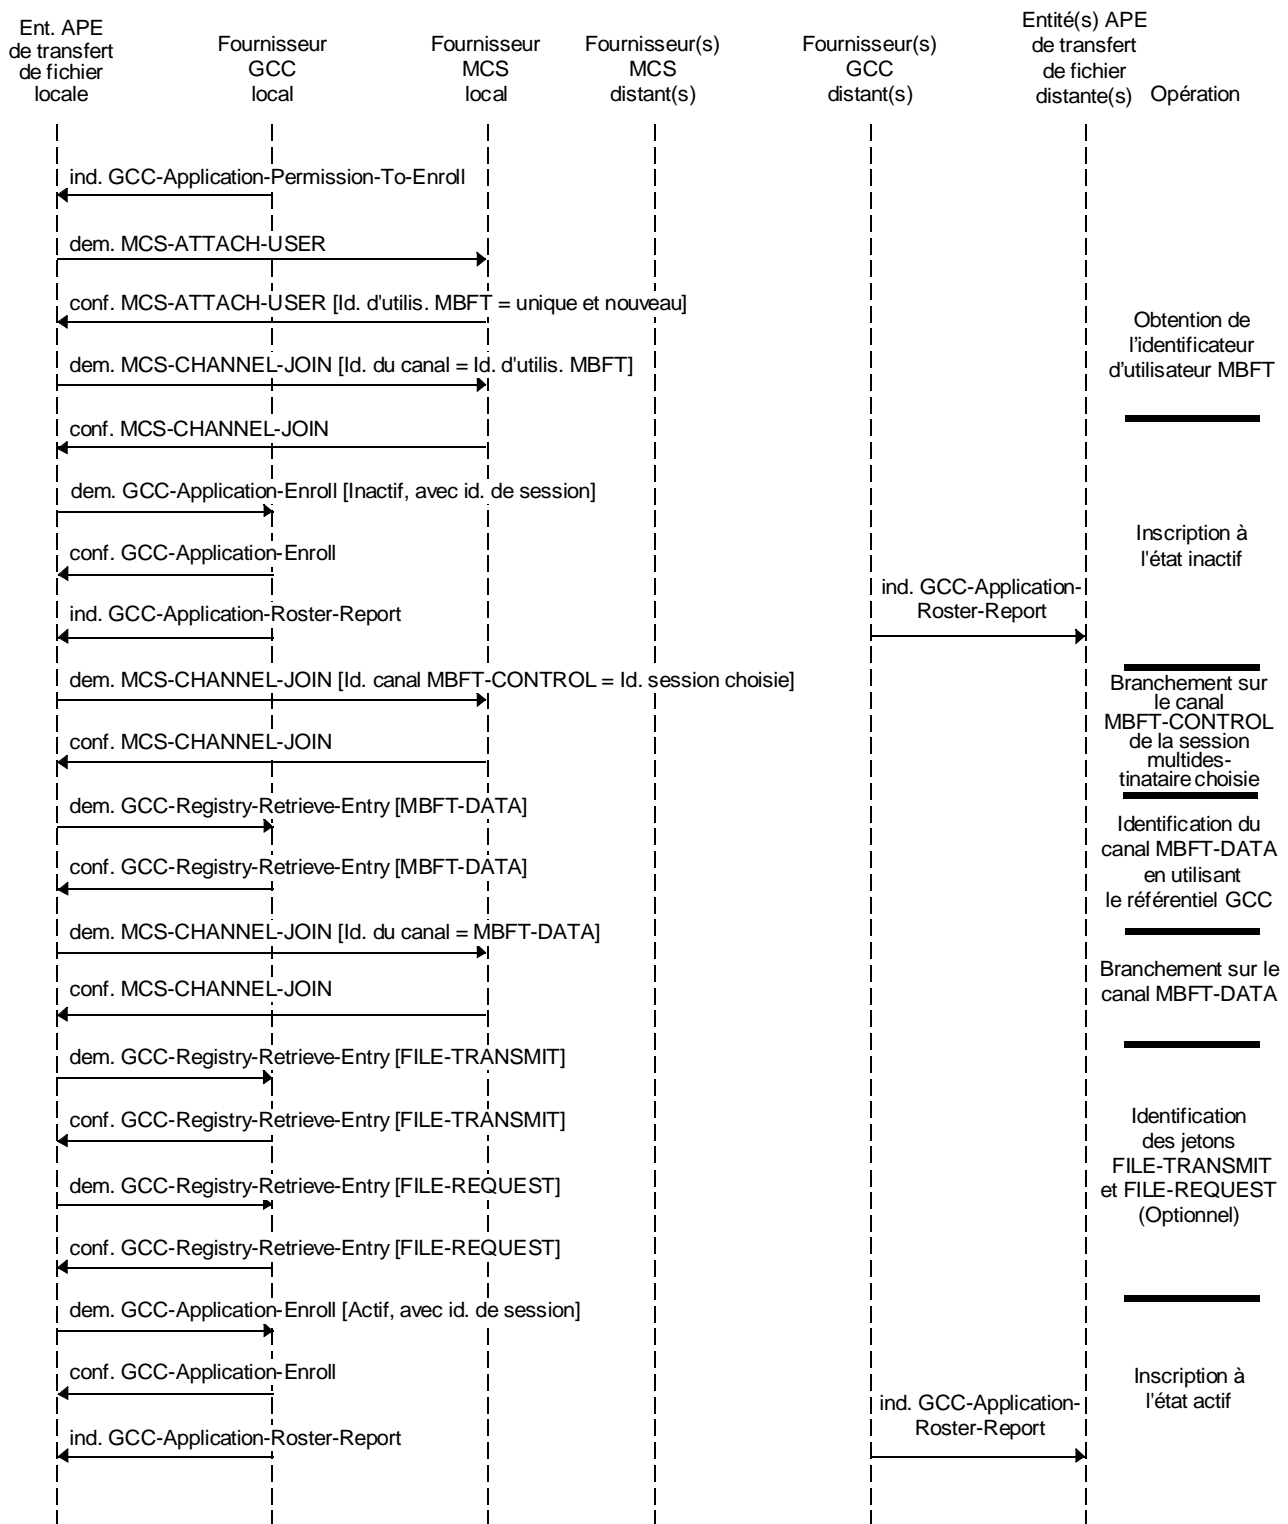 Ent. APE
de transfert
de fichier
locale
Fournisseur
GCC
local
Fournisseur
MCS
local
Fournisseur(s)
MCS
distant(s)
Fournisseur(s)
GCC
distant(s)
Entité(s) APE
de transfert
de fichier
distante(s)
Opération
ind. GCC-Application-Permission-To-Enroll
dem. MCS-ATTACH-USER
conf. MCS-ATTACH-USER [Id. d'utilis. MBFT = unique et nouveau]
dem. MCS-CHANNEL-JOIN [Id. du canal = Id. d'utilis. MBFT]
Obtention de
l'identificateur
d'utilisateur MBFT
conf. MCS-CHANNEL-JOIN
dem. GCC-Application-Enroll [Inactif, avec id. de session]
conf. GCC-Application-Enroll
Inscription à
l'état inactif
ind. GCC-Application-Roster-Report
ind. GCC-Application-
Roster-Report
dem. MCS-CHANNEL-JOIN [Id. canal MBFT-CONTROL = Id. session choisie]
conf. MCS-CHANNEL-JOIN
Branchement sur
le canal
MBFT-CONTROL
de la session
multides-
tinataire choisie
dem. GCC-Registry-Retrieve-Entry [MBFT-DATA]
conf. GCC-Registry-Retrieve-Entry [MBFT-DATA]
Identification du
canal MBFT-DATA
en utilisant
le référentiel GCC
dem. MCS-CHANNEL-JOIN [Id. du canal = MBFT-DATA]
conf. MCS-CHANNEL-JOIN
Branchement sur le
canal MBFT-DATA
dem. GCC-Registry-Retrieve-Entry [FILE-TRANSMIT]
conf. GCC-Registry-Retrieve-Entry [FILE-TRANSMIT]
dem. GCC-Registry-Retrieve-Entry [FILE-REQUEST]
conf. GCC-Registry-Retrieve-Entry [FILE-REQUEST]
Identification
des jetons
FILE-TRANSMIT
et FILE-REQUEST
(Optionnel)
dem. GCC-Application-Enroll [Actif, avec id. de session]
conf. GCC-Application-Enroll
Inscription à
l'état actif
ind. GCC-Application-Roster-Report
ind. GCC-Application-
Roster-Report